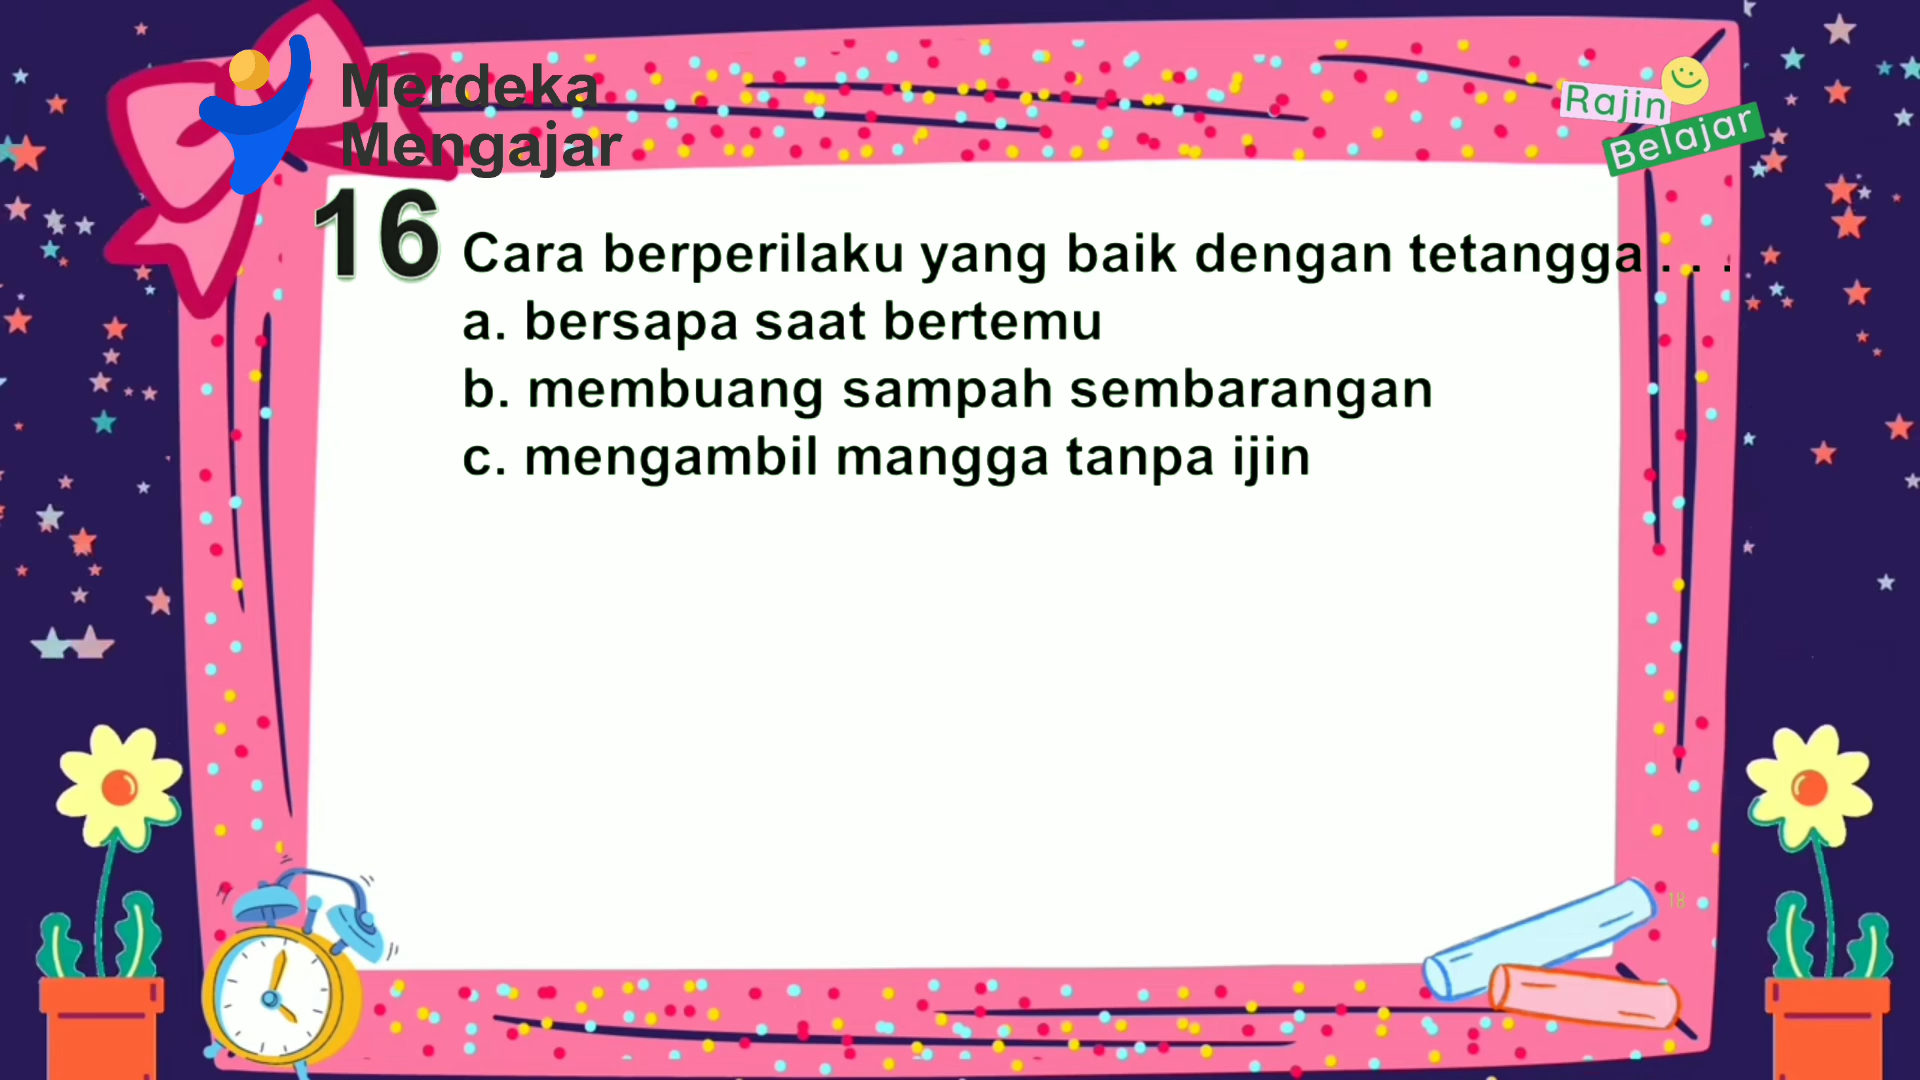 Merdeka
Mengajar
Rajin
Belajar
16
Cara berperilaku yang baik dengan tetangga . . .
a. bersapa saat bertemu
b. membuang sampah sembarangan
c. mengambil mangga tanpa ijin
18